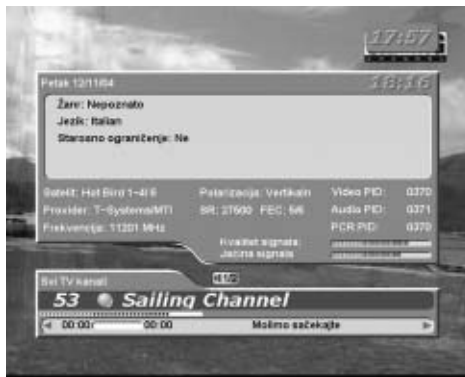 17:57
Petak 12/11/04
18:16
Žanr: Nepoznato
Jezik: Italian
Starosno ograničenje: Ne
Satelit: Hot Bird 1-4/6 Polarizacija: Vertikaln Video PID: 0370
Provider: T-Systems/MTI SR: 27500 FEC: 5/6 Audio PID: 0371
Frekvencija: 11201 MHz PCR PID: 0370
Kvalitet signala:
Jačina signala
Svi TV kanali
53 Sailing Channel
00:00 00:00 Molimo sačekajte